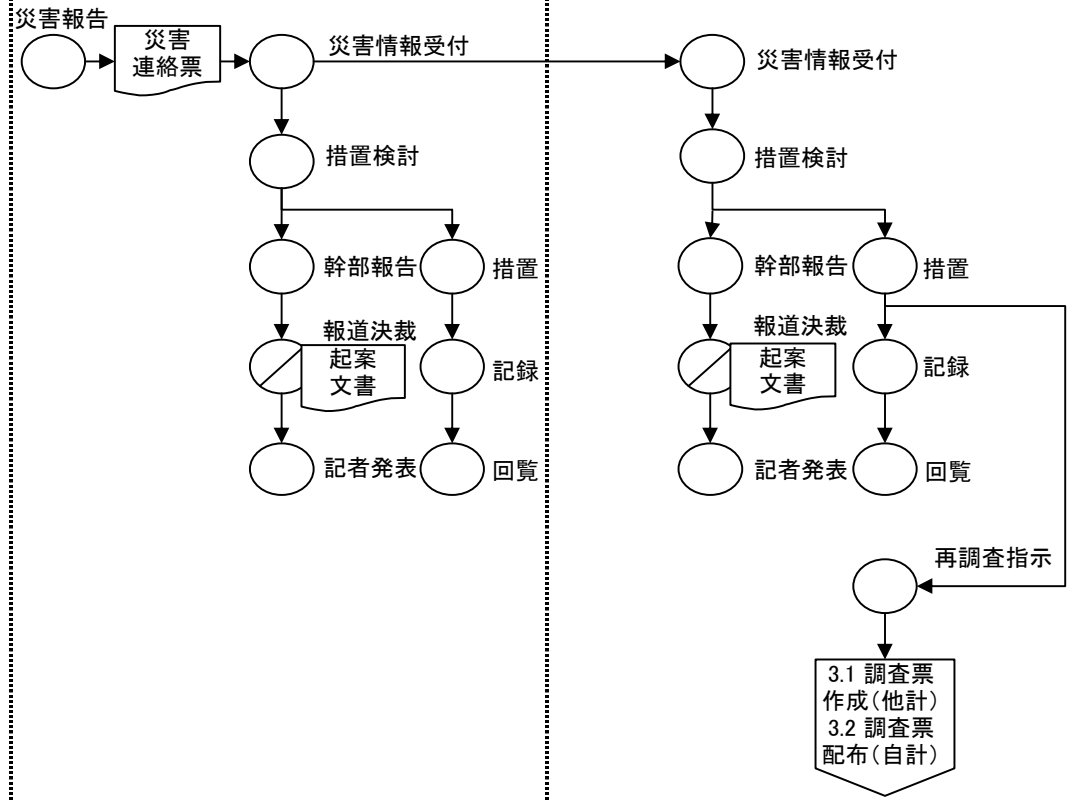 災害報告
災害
連絡票
災害情報受付
災害情報受付
措置検討
措置検討
幹部報告
措置
幹部報告
措置
報道決裁
起案
文書
記録
報道決裁
起案
文書
記録
記者発表
回覧
記者発表
回覧
再調査指示
3.1 調査票
作成(他計)
3.2 調査票
配布(自計)